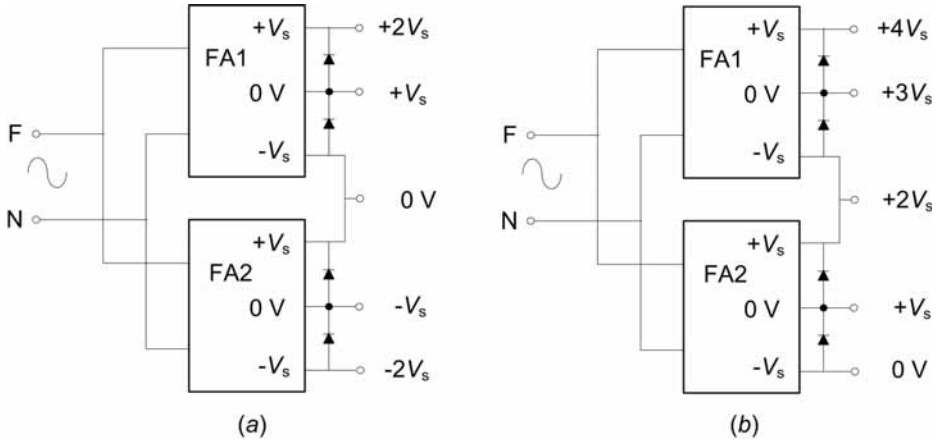 +Vs
+2Vs
FA1
0 V
+Vs
-Vs
F
N
0 V
+Vs
FA2
0 V
-Vs
-Vs
-2Vs
(a)
+Vs
+4Vs
FA1
0 V
+3Vs
-Vs
F
N
+2Vs
+Vs
FA2
0 V
+Vs
-Vs
0 V
(b)